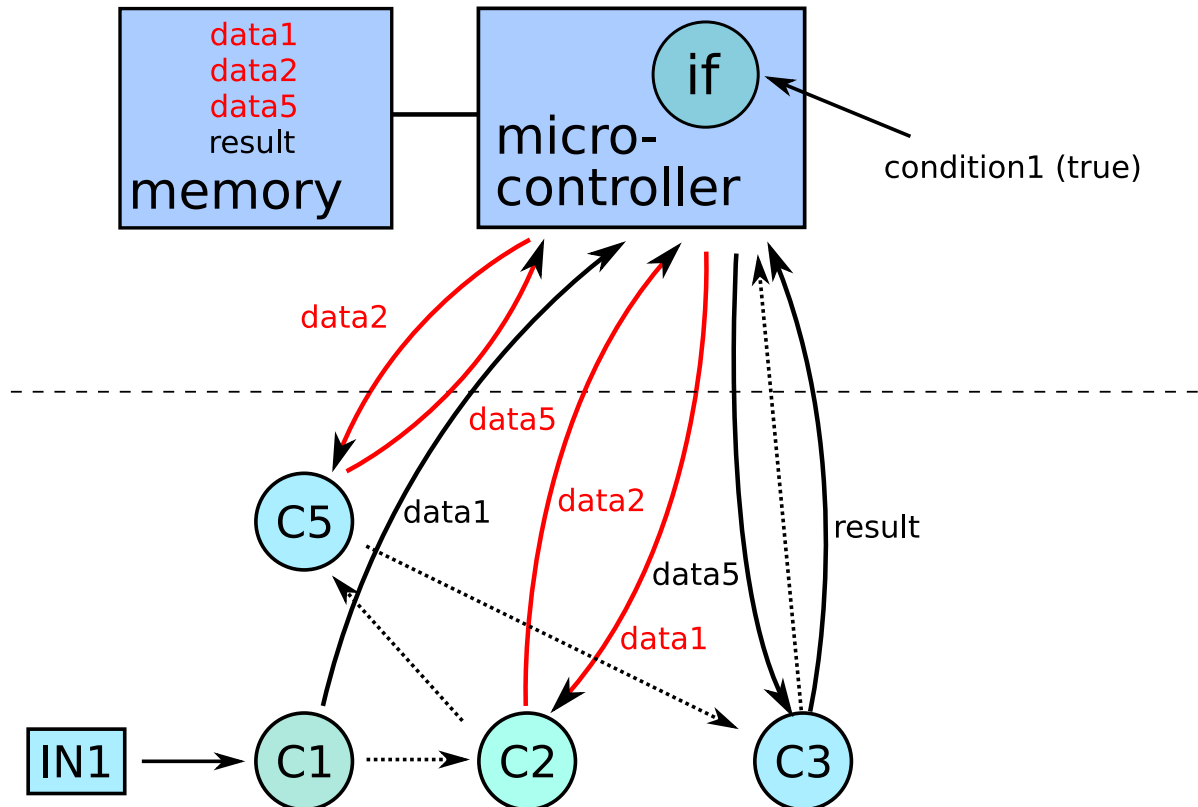 data1
data2
data5
result
memory
if
micro-
controller
condition1 (true)
data2
data5
data1
data2
data5
data1
result
C5
IN1
C1
C2
C3